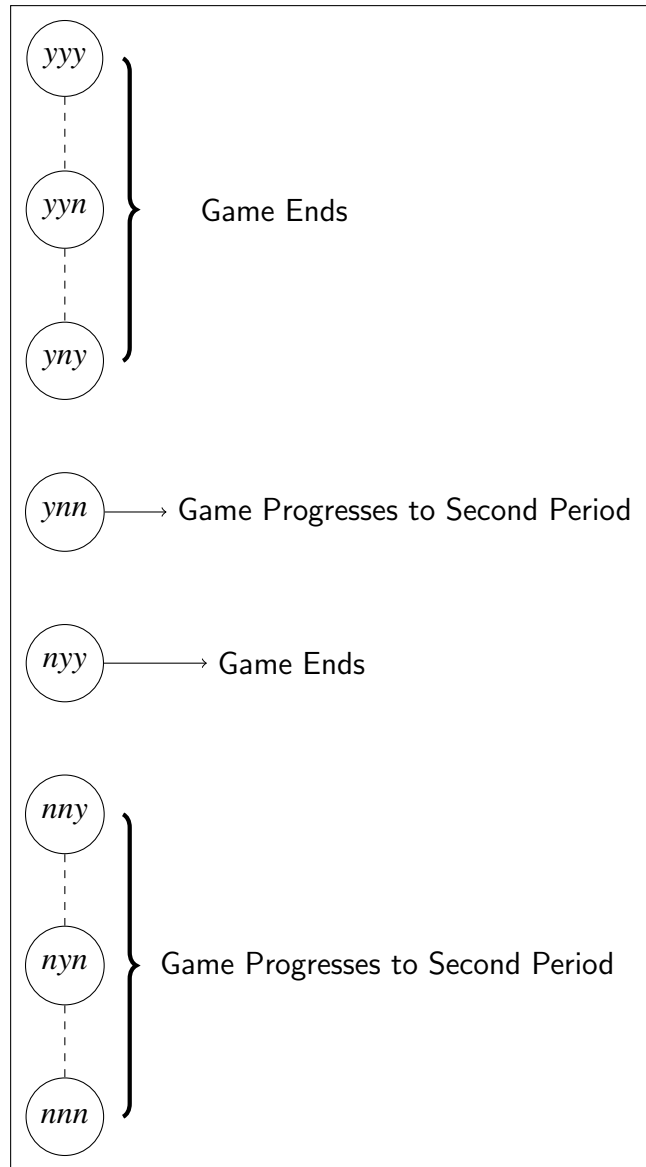 yyy
yyn
Game Ends
yny
ynn
Game Progresses to Second Period
nyy
Game Ends
nny
nyn
Game Progresses to Second Period
nnn